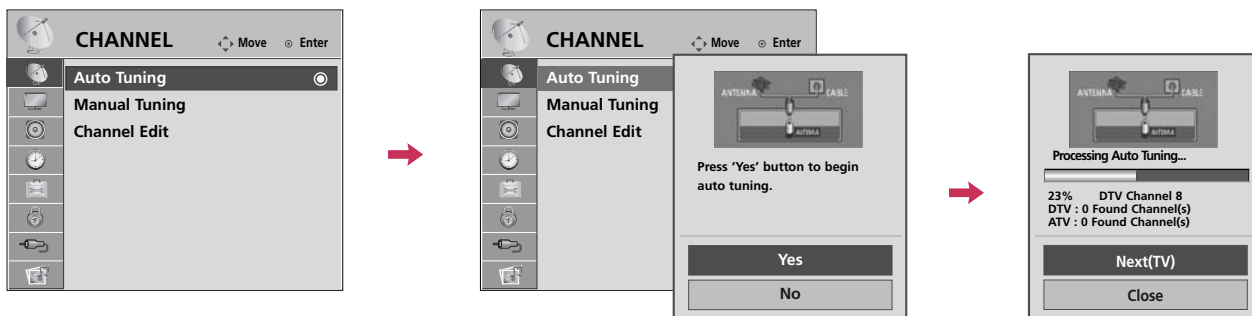 CHANNEL Move Enter
Auto Tuning
Manual Tuning
Channel Edit
CHANNEL Move Enter
Auto Tuning
Manual Tuning
Channel Edit
ANTENNA CABLE
ANTENNA
Press ‘Yes’ button to begin
auto tuning.
Yes
No
ANTENNA CABLE
ANTENNA
Processing Auto Tuning...
23% DTV Channel 8
DTV : 0 Found Channel(s)
ATV : 0 Found Channel(s)
Next(TV)
Close